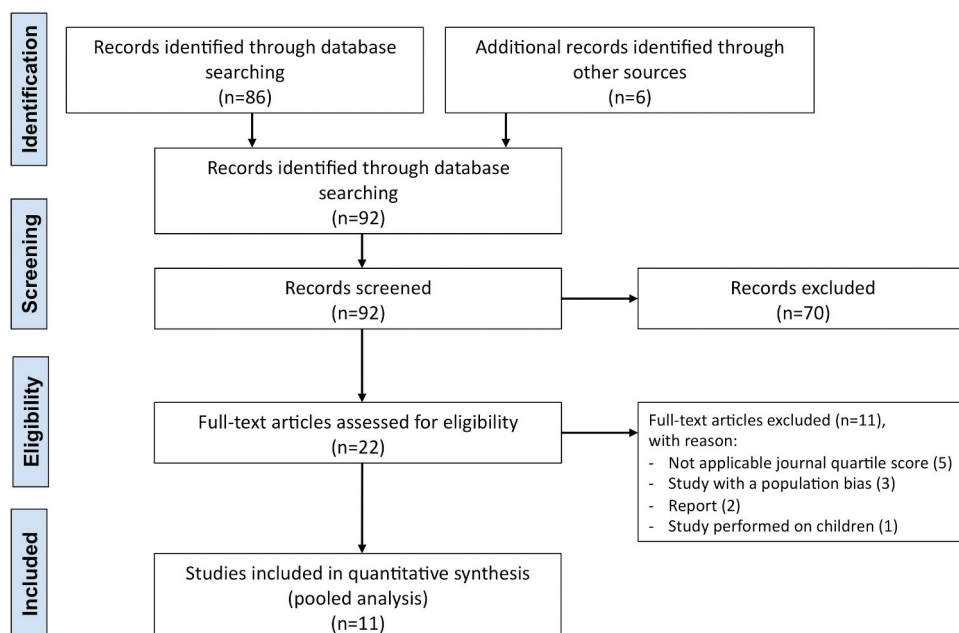 Identification
Records identified through database
searching
(n=86)
Additional records identified through
other sources
(n=6)
Records identified through database
searching
(n=92)
Screening
Records screened
(n=92)
Records excluded
(n=70)
Eligibility
Full-text articles assessed for eligibility
(n=22)
Full-text articles excluded (n=11),
with reason:
- Not applicable journal quartile score (5)
- Study with a population bias (3)
- Report (2)
- Study performed on children (1)
Included
Studies included in quantitative synthesis
(pooled analysis)
(n=11)